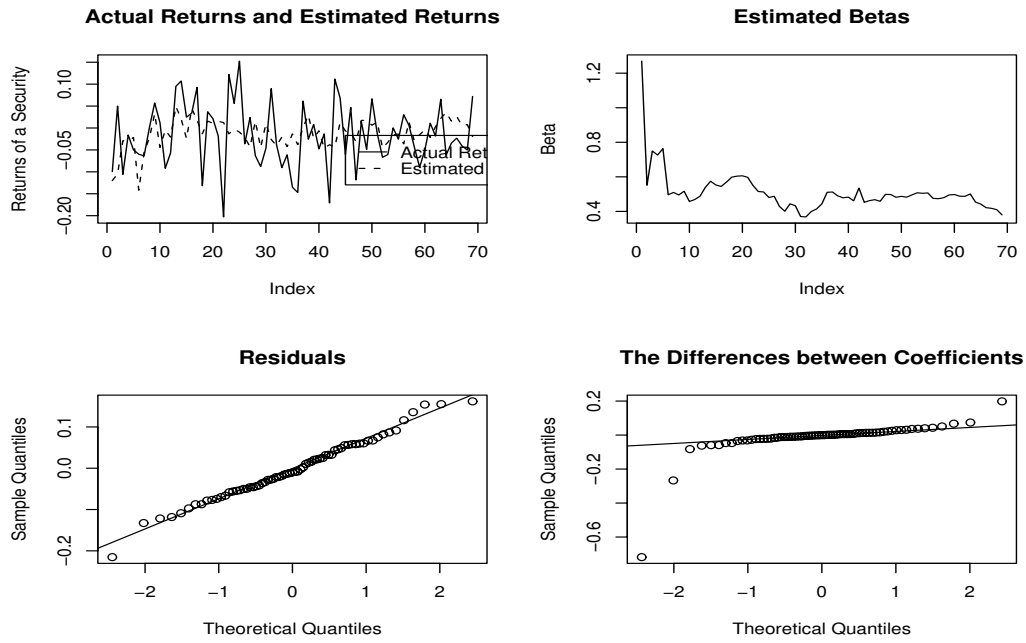 Actual Returns and Estimated Returns
Returns of a Security
0.10
−0.05
−0.20
Actual Ret
Estimated
0 10 20 30 40 50 60 70
Index
Estimated Betas
Beta
1.2
0.8
0.4
0 10 20 30 40 50 60 70
Index
Residuals
Sample Quantiles
0.1
0.0
−0.2
−2 −1 0 1 2
Theoretical Quantiles
The Differences between Coefficients
Sample Quantiles
0.2
−0.2
−0.6
−2 −1 0 1 2
Theoretical Quantiles